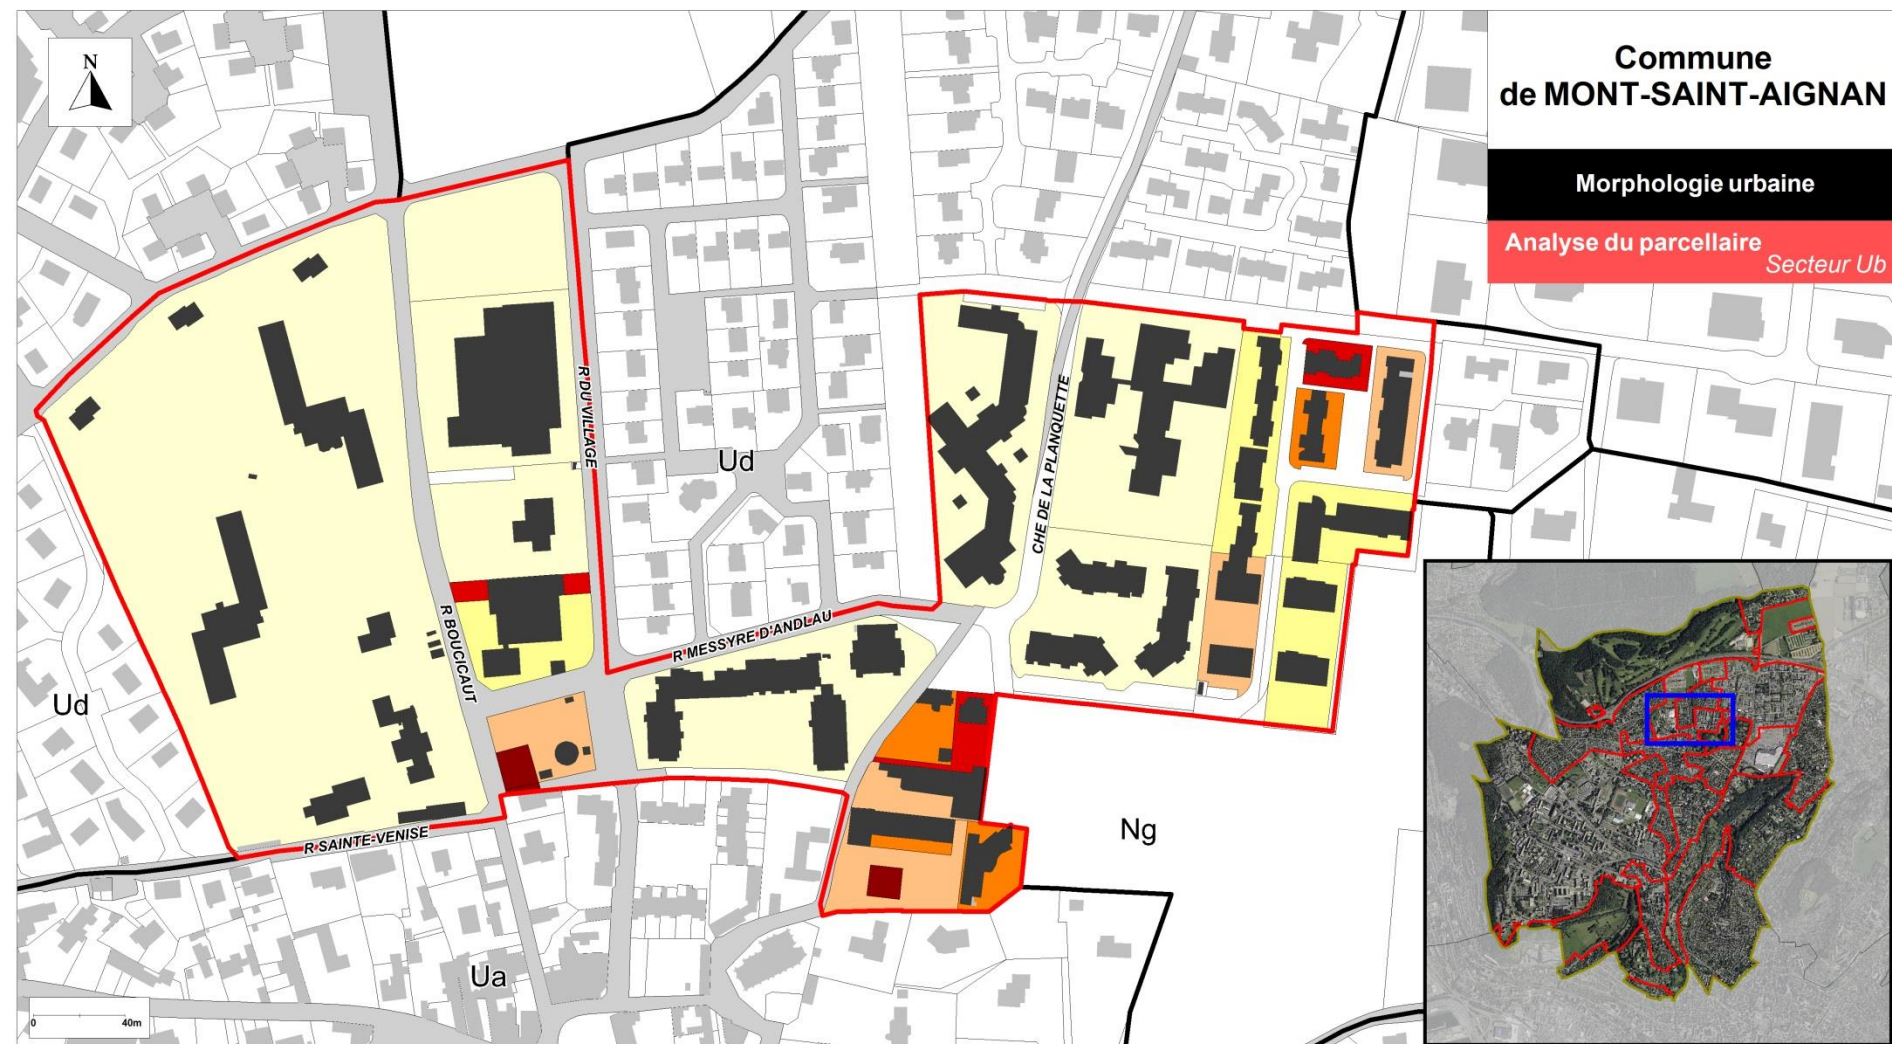 N
Commune
de MONT-SAINT-AIGNAN
Morphologie urbaine
Analyse du parcellaire
Secteur Ub
R DU VILLAGE
CHE DE LA PLANQUETTE
Ud
R BOUCICAUT
R MESSYRE D'ANDLAU
Ud
Ng
R SAINTE-VENISE
Ua
0 40m